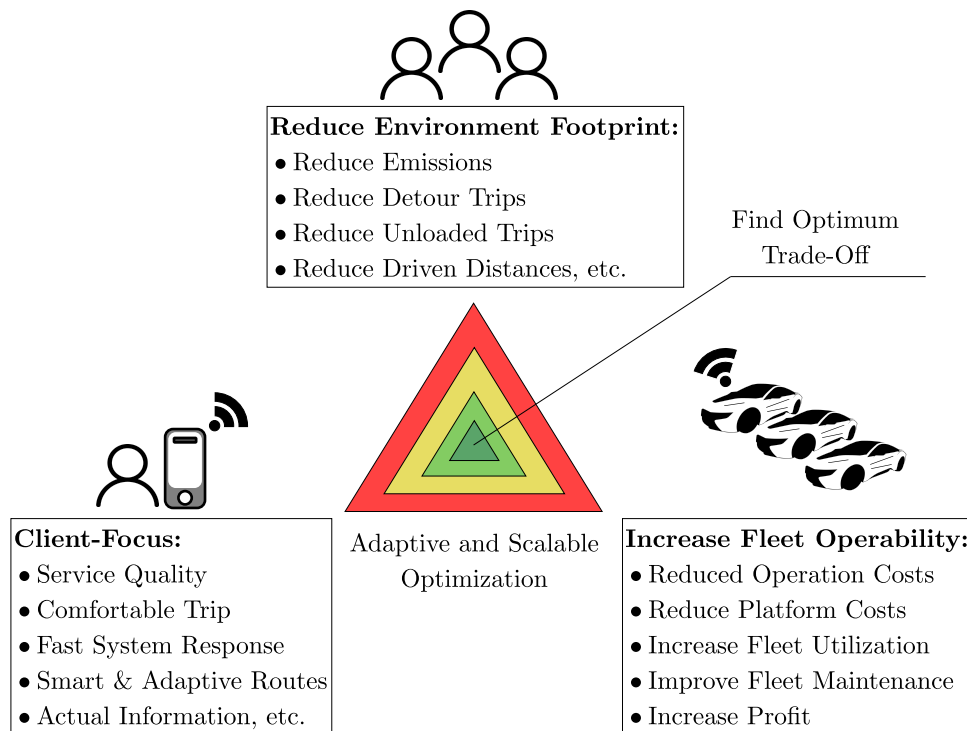 Reduce Environment Footprint:
• Reduce Emissions
• Reduce Detour Trips
• Reduce Unloaded Trips
• Reduce Driven Distances, etc.
Find Optimum
Trade-Off
Client-Focus:
• Service Quality
• Comfortable Trip
• Fast System Response
• Smart & Adaptive Routes
• Actual Information, etc.
Adaptive and Scalable
Optimization
Increase Fleet Operability:
• Reduced Operation Costs
• Reduce Platform Costs
• Increase Fleet Utilization
• Improve Fleet Maintenance
• Increase Profit